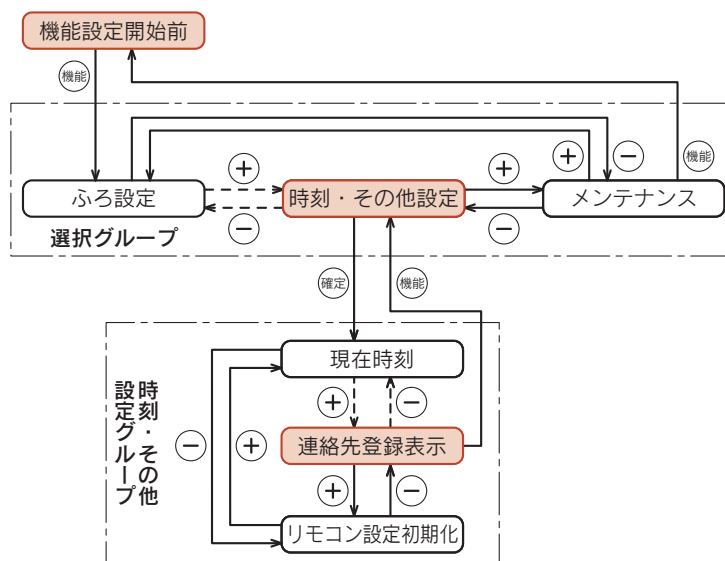 機能設定開始前
機能
+
+
+
−
機能
ふろ設定
時刻・その他設定
メンテナンス
−
−
選択グループ
確定
機能
現在時刻
時刻・その他
設定グループ
+
−
−
+
連絡先登録表示
+
−
リモコン設定初期化